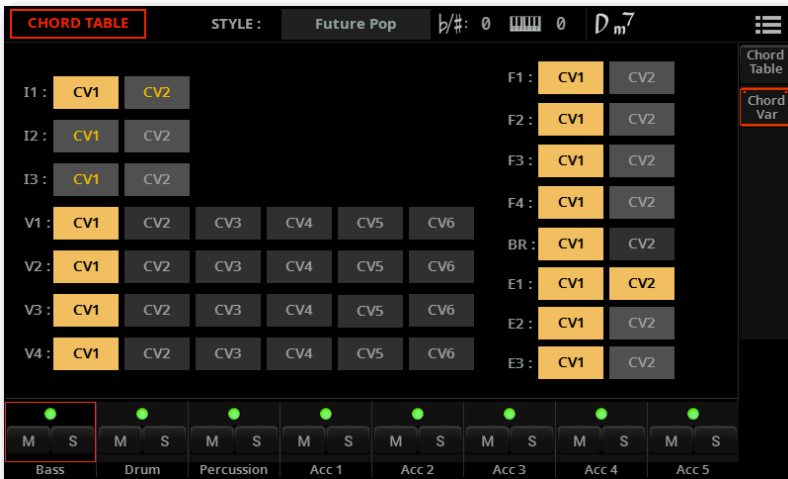 CHORD TABLE STYLE : Future Pop ♭/♯: 0 0 Dm7
Chord
Table
Chord
Var
I1 : CV1 CV2
I2 : CV1 CV2
I3 : CV1 CV2
V1 : CV1 CV2 CV3 CV4 CV5 CV6
V2 : CV1 CV2 CV3 CV4 CV5 CV6
V3 : CV1 CV2 CV3 CV4 CV5 CV6
V4 : CV1 CV2 CV3 CV4 CV5 CV6
F1 : CV1 CV2
F2 : CV1 CV2
F3 : CV1 CV2
F4 : CV1 CV2
BR : CV1 CV2
E1 : CV1 CV2
E2 : CV1 CV2
E3 : CV1 CV2
M S M S M S M S M S M S M S M S
Bass Drum Percussion Acc 1 Acc 2 Acc 3 Acc 4 Acc 5